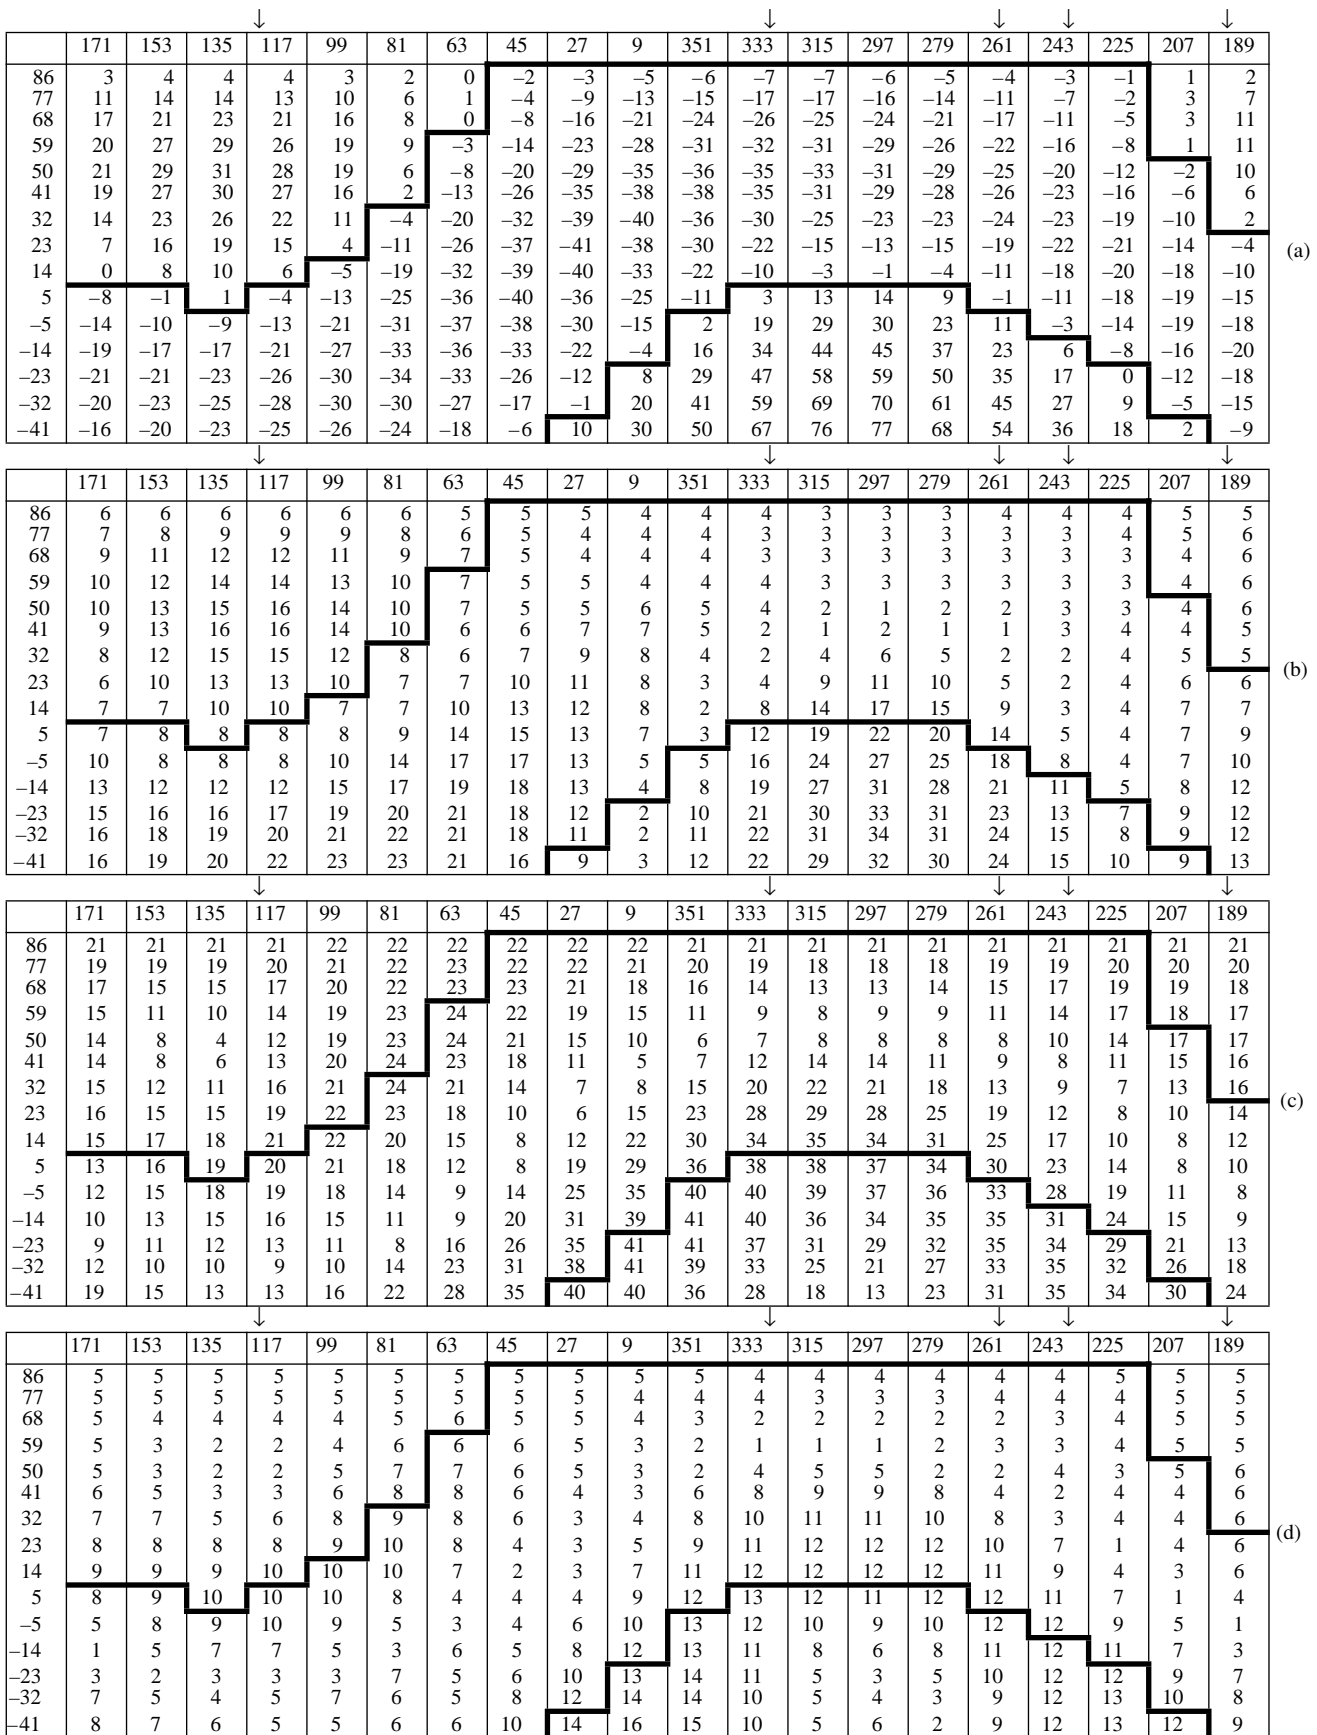 ↓ ↓ ↓ ↓ ↓
171 153 135 117 99 81 63 45 27 9 351 333 315 297 279 261 243 225 207 189
86 3 4 4 4 3 2 0 –2 –3 –5 –6 –7 –7 –6 –5 –4 –3 –1 1 2
77 11 14 14 13 10 6 1 –4 –9 –13 –15 –17 –17 –16 –14 –11 –7 –2 3 7
68 17 21 23 21 16 8 0 –8 –16 –21 –24 –26 –25 –24 –21 –17 –11 –5 3 11
59 20 27 29 26 19 9 –3 –14 –23 –28 –31 –32 –31 –29 –26 –22 –16 –8 1 11
50 21 29 31 28 19 6 –8 –20 –29 –35 –36 –35 –33 –31 –29 –25 –20 –12 –2 10
41 19 27 30 27 16 2 –13 –26 –35 –38 –38 –35 –31 –29 –28 –26 –23 –16 –6 6
32 14 23 26 22 11 –4 –20 –32 –39 –40 –36 –30 –25 –23 –23 –24 –23 –19 –10 2
23 7 16 19 15 4 –11 –26 –37 –41 –38 –30 –22 –15 –13 –15 –19 –22 –21 –14 –4
(a)
14 0 8 10 6 –5 –19 –32 –39 –40 –33 –22 –10 –3 –1 –4 –11 –18 –20 –18 –10
5 –8 –1 1 –4 –13 –25 –36 –40 –36 –25 –11 3 13 14 9 –1 –11 –18 –19 –15
–5 –14 –10 –9 –13 –21 –31 –37 –38 –30 –15 2 19 29 30 23 11 –3 –14 –19 –18
–14 –19 –17 –17 –21 –27 –33 –36 –33 –22 –4 16 34 44 45 37 23 6 –8 –16 –20
–23 –21 –21 –23 –26 –30 –34 –33 –26 –12 8 29 47 58 59 50 35 17 0 –12 –18
–32 –20 –23 –25 –28 –30 –30 –27 –17 –1 20 41 59 69 70 61 45 27 9 –5 –15
–41 –16 –20 –23 –25 –26 –24 –18 –6 10 30 50 67 76 77 68 54 36 18 2 –9
↓ ↓ ↓ ↓ ↓
171 153 135 117 99 81 63 45 27 9 351 333 315 297 279 261 243 225 207 189
86 6 6 6 6 6 6 5 5 5 4 4 4 3 3 3 4 4 4 5 5
77 7 8 9 9 9 8 6 5 4 4 4 3 3 3 3 3 3 4 5 6
68 9 11 12 12 11 9 7 5 4 4 4 3 3 3 3 3 3 3 4 6
59 10 12 14 14 13 10 7 5 5 4 4 4 3 3 3 3 3 3 4 6
50 10 13 15 16 14 10 7 5 5 6 5 4 2 1 2 2 3 3 4 6
41 9 13 16 16 14 10 6 6 7 7 5 2 1 2 1 1 3 4 4 5
32 8 12 15 15 12 8 6 7 9 8 4 2 4 6 5 2 2 4 5 5
(b)
23 6 10 13 13 10 7 7 10 11 8 3 4 9 11 10 5 2 4 6 6
14 7 7 10 10 7 7 10 13 12 8 2 8 14 17 15 9 3 4 7 7
5 7 8 8 8 8 9 14 15 13 7 3 12 19 22 20 14 5 4 7 9
–5 10 8 8 8 10 14 17 17 13 5 5 16 24 27 25 18 8 4 7 10
–14 13 12 12 12 15 17 19 18 13 4 8 19 27 31 28 21 11 5 8 12
–23 15 16 16 17 19 20 21 18 12 2 10 21 30 33 31 23 13 7 9 12
–32 16 18 19 20 21 22 21 18 11 2 11 22 31 34 31 24 15 8 9 12
–41 16 19 20 22 23 23 21 16 9 3 12 22 29 32 30 24 15 10 9 13
↓ ↓ ↓ ↓ ↓
171 153 135 117 99 81 63 45 27 9 351 333 315 297 279 261 243 225 207 189
86 21 21 21 21 22 22 22 22 22 22 21 21 21 21 21 21 21 21 21 21
77 19 19 19 20 21 22 23 22 22 21 20 19 18 18 18 19 19 20 20 20
68 17 15 15 17 20 22 23 23 21 18 16 14 13 13 14 15 17 19 19 18
59 15 11 10 14 19 23 24 22 19 15 11 9 8 9 9 11 14 17 18 17
50 14 8 4 12 19 23 24 21 15 10 6 7 8 8 8 8 10 14 17 17
41 14 8 6 13 20 24 23 18 11 5 7 12 14 14 11 9 8 11 15 16
32 15 12 11 16 21 24 21 14 7 8 15 20 22 21 18 13 9 7 13 16
(c)
23 16 15 15 19 22 23 18 10 6 15 23 28 29 28 25 19 12 8 10 14
14 15 17 18 21 22 20 15 8 12 22 30 34 35 34 31 25 17 10 8 12
5 13 16 19 20 21 18 12 8 19 29 36 38 38 37 34 30 23 14 8 10
–5 12 15 18 19 18 14 9 14 25 35 40 40 39 37 36 33 28 19 11 8
–14 10 13 15 16 15 11 9 20 31 39 41 40 36 34 35 35 31 24 15 9
–23 9 11 12 13 11 8 16 26 35 41 41 37 31 29 32 35 34 29 21 13
–32 12 10 10 9 10 14 23 31 38 41 39 33 25 21 27 33 35 32 26 18
–41 19 15 13 13 16 22 28 35 40 40 36 28 18 13 23 31 35 34 30 24
↓ ↓ ↓ ↓ ↓
171 153 135 117 99 81 63 45 27 9 351 333 315 297 279 261 243 225 207 189
86 5 5 5 5 5 5 5 5 5 5 5 4 4 4 4 4 4 5 5 5
77 5 5 5 5 5 5 5 5 5 4 4 4 3 3 3 4 4 4 5 5
68 5 4 4 4 4 5 6 5 5 4 3 2 2 2 2 2 3 4 5 5
59 5 3 2 2 4 6 6 6 5 3 2 1 1 1 2 3 3 4 5 5
50 5 3 2 2 5 7 7 6 5 3 2 4 5 5 2 2 4 3 5 6
41 6 5 3 3 6 8 8 6 4 3 6 8 9 9 8 4 2 4 4 6
32 7 7 5 6 8 9 8 6 3 4 8 10 11 11 10 8 3 4 4 6
(d)
23 8 8 8 8 9 10 8 4 3 5 9 11 12 12 12 10 7 1 4 6
14 9 9 9 10 10 10 7 2 3 7 11 12 12 12 12 11 9 4 3 6
5 8 9 10 10 10 8 4 4 4 9 12 13 12 11 12 12 11 7 1 4
–5 5 8 9 10 9 5 3 4 6 10 13 12 10 9 10 12 12 9 5 1
–14 1 5 7 7 5 3 6 5 8 12 13 11 8 6 8 11 12 11 7 3
–23 3 2 3 3 3 7 5 6 10 13 14 11 5 3 5 10 12 12 9 7
–32 7 5 4 5 7 6 5 8 12 14 14 10 5 4 3 9 12 13 10 8
–41 8 7 6 5 5 6 6 10 14 16 15 10 5 6 2 9 12 13 12 9